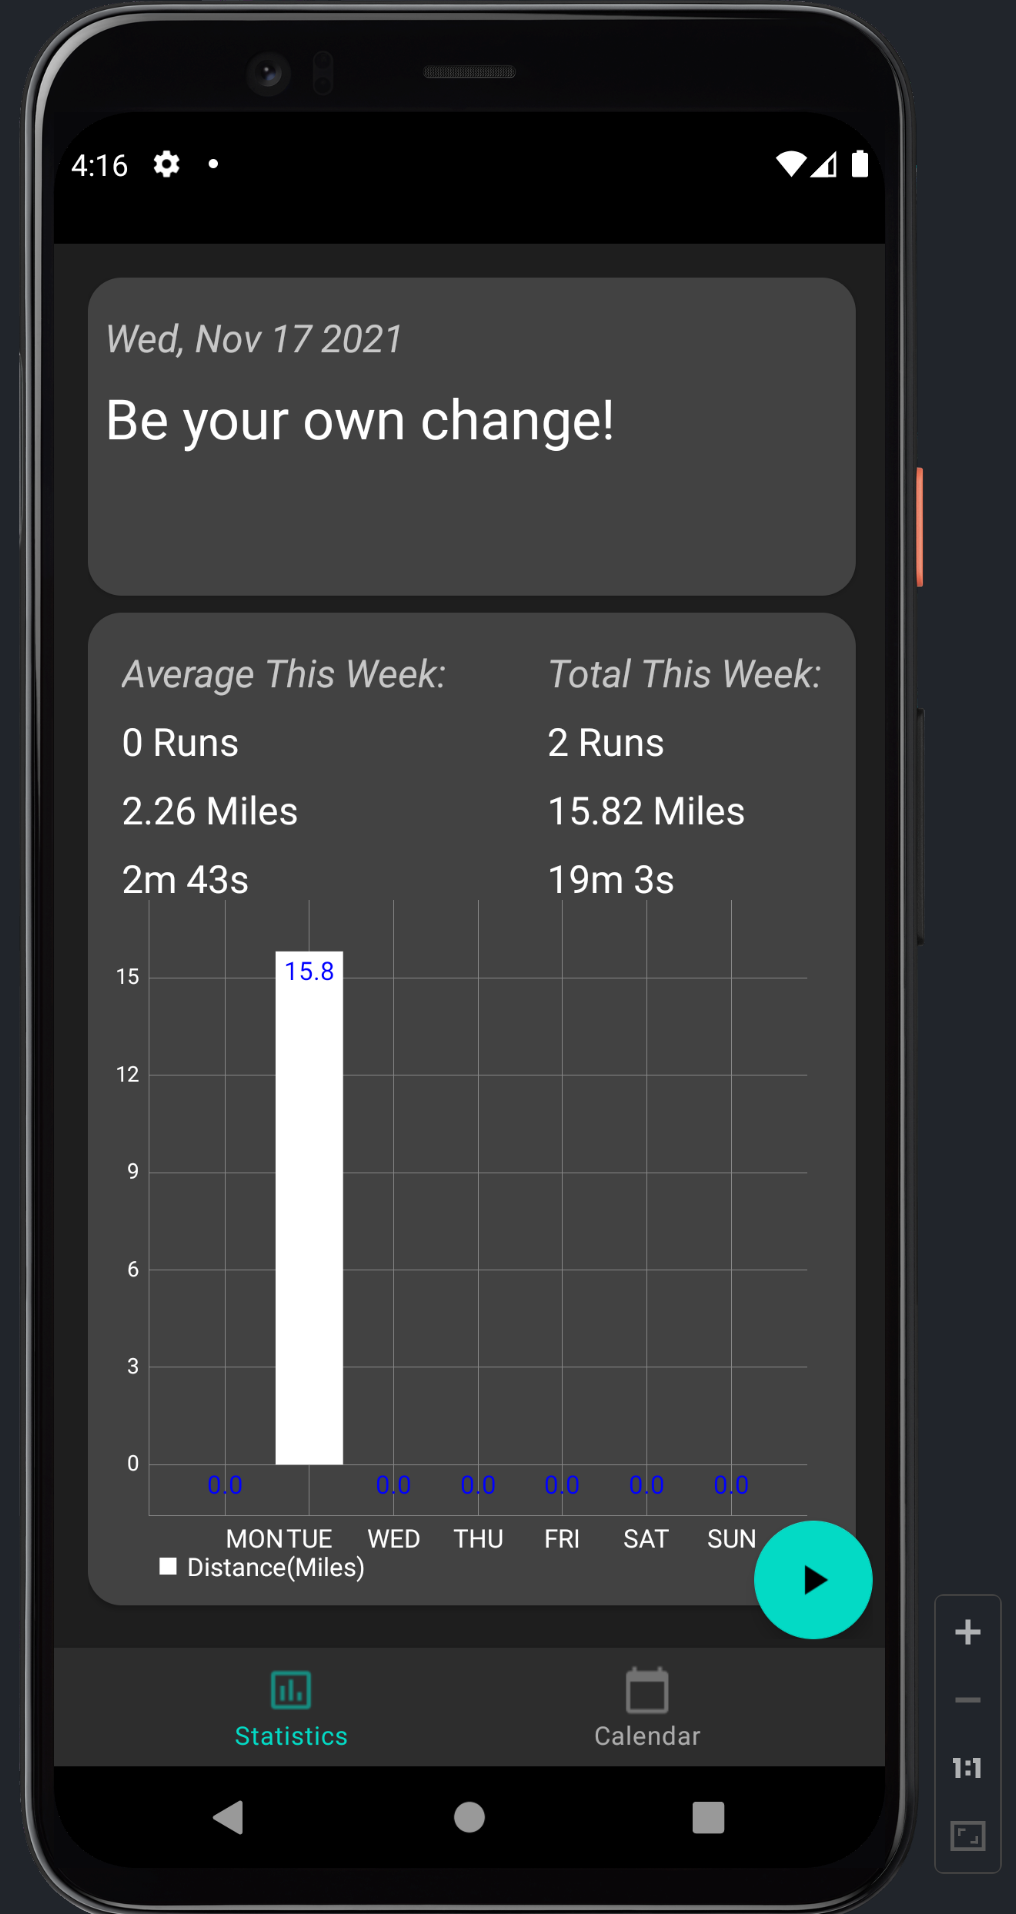 4:16
Wed, Nov 17 2021
Be your own change!
Average This Week:
0 Runs
2.26 Miles
2m 43s
Total This Week:
2 Runs
15.82 Miles
19m 3s
15.8
15
12
9
6
3
0
0.0 0.0 0.0 0.0 0.0 0.0
MON TUE WED THU FRI SAT SUN
Distance(Miles)
Statistics
Calendar
1:1